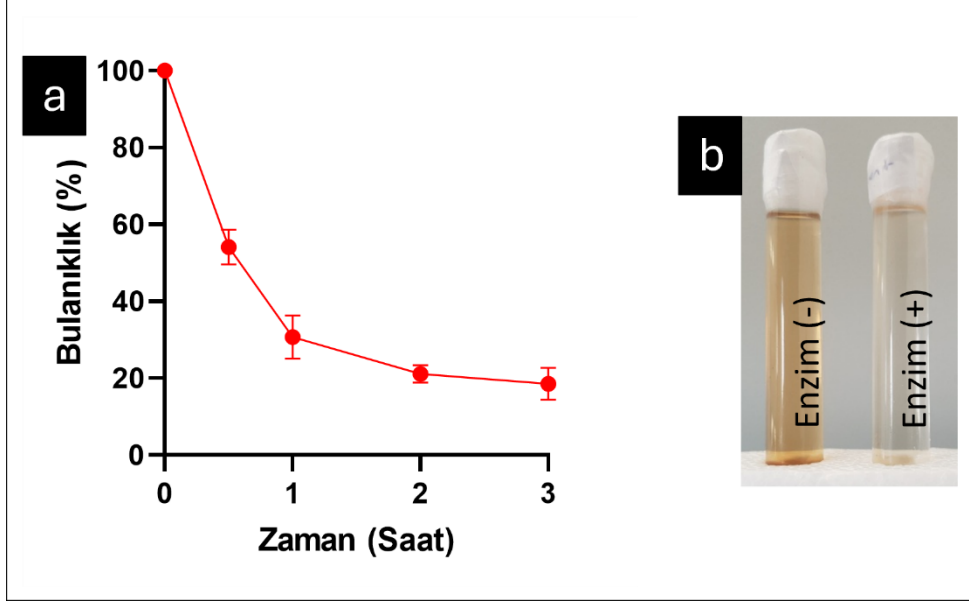 a
100
80
60
40
20
0
Bulanıklık (%)
0 1 2 3
Zaman (Saat)
b
Enzim (-)
Enzim (+)